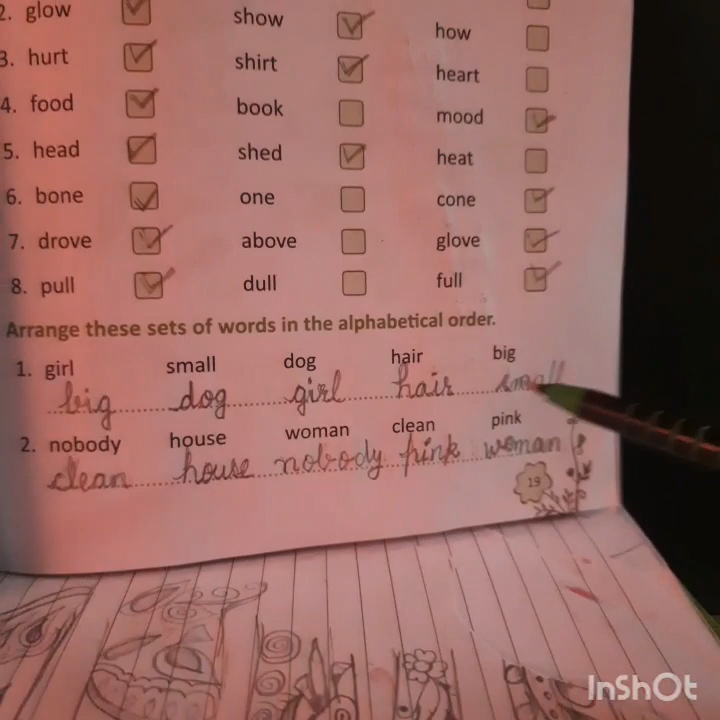 2. glow show
how
3. hurt shirt heart
4. food book mood
5. head shed heat
6. bone one cone
7. drove above glove
8. pull dull full
Arrange these sets of words in the alphabetical order.
1. girl small dog hair big
big dog girl hair small
2. nobody house woman clean pink
clean house nobody pink woman
19
InShOt